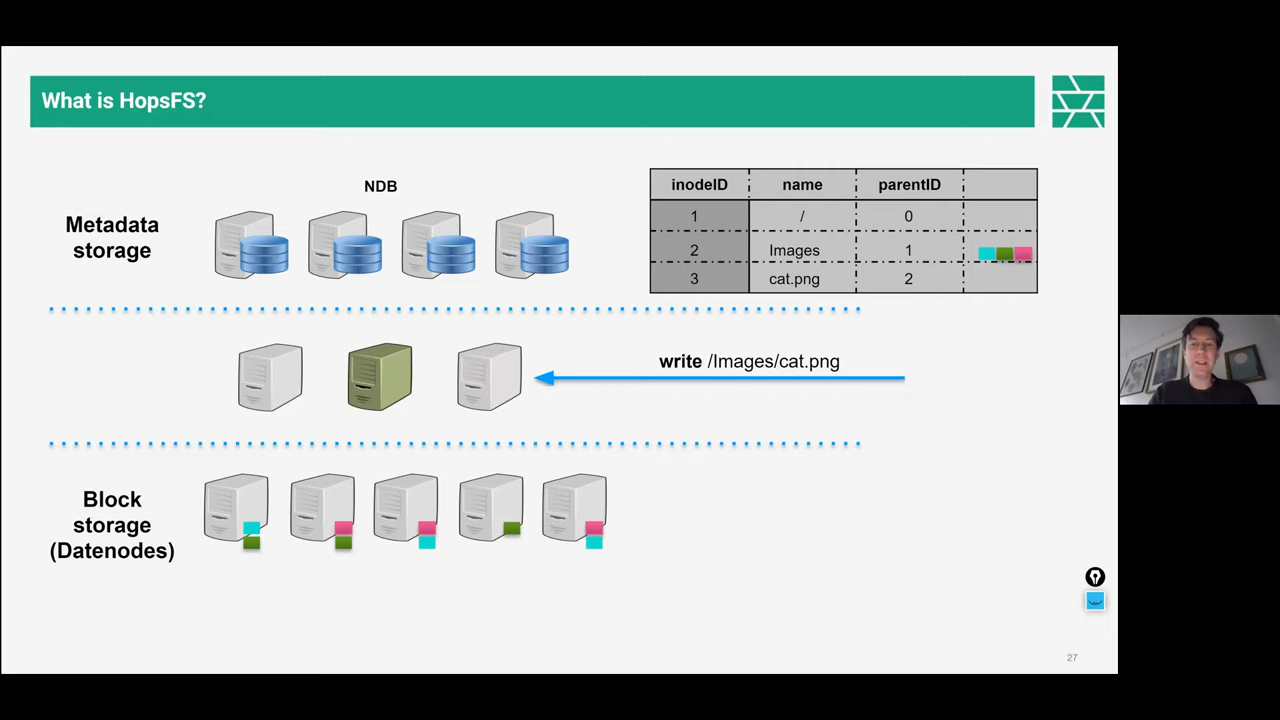 What is HopsFS?
NDB
Metadata
storage
inodeID name parentID
1 / 0
2 Images 1
3 cat.png 2
write /Images/cat.png
Block
storage
(Datenodes)
27